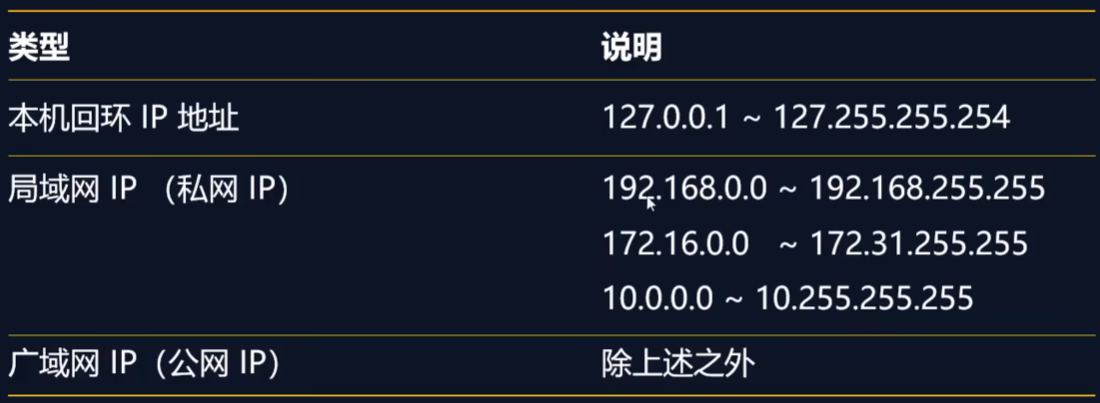 类型 说明
本机回环 IP 地址 127.0.0.1 ~ 127.255.255.254
局域网 IP （私网 IP） 192.168.0.0 ~ 192.168.255.255
172.16.0.0 ~ 172.31.255.255
10.0.0.0 ~ 10.255.255.255
广域网 IP（公网 IP） 除上述之外